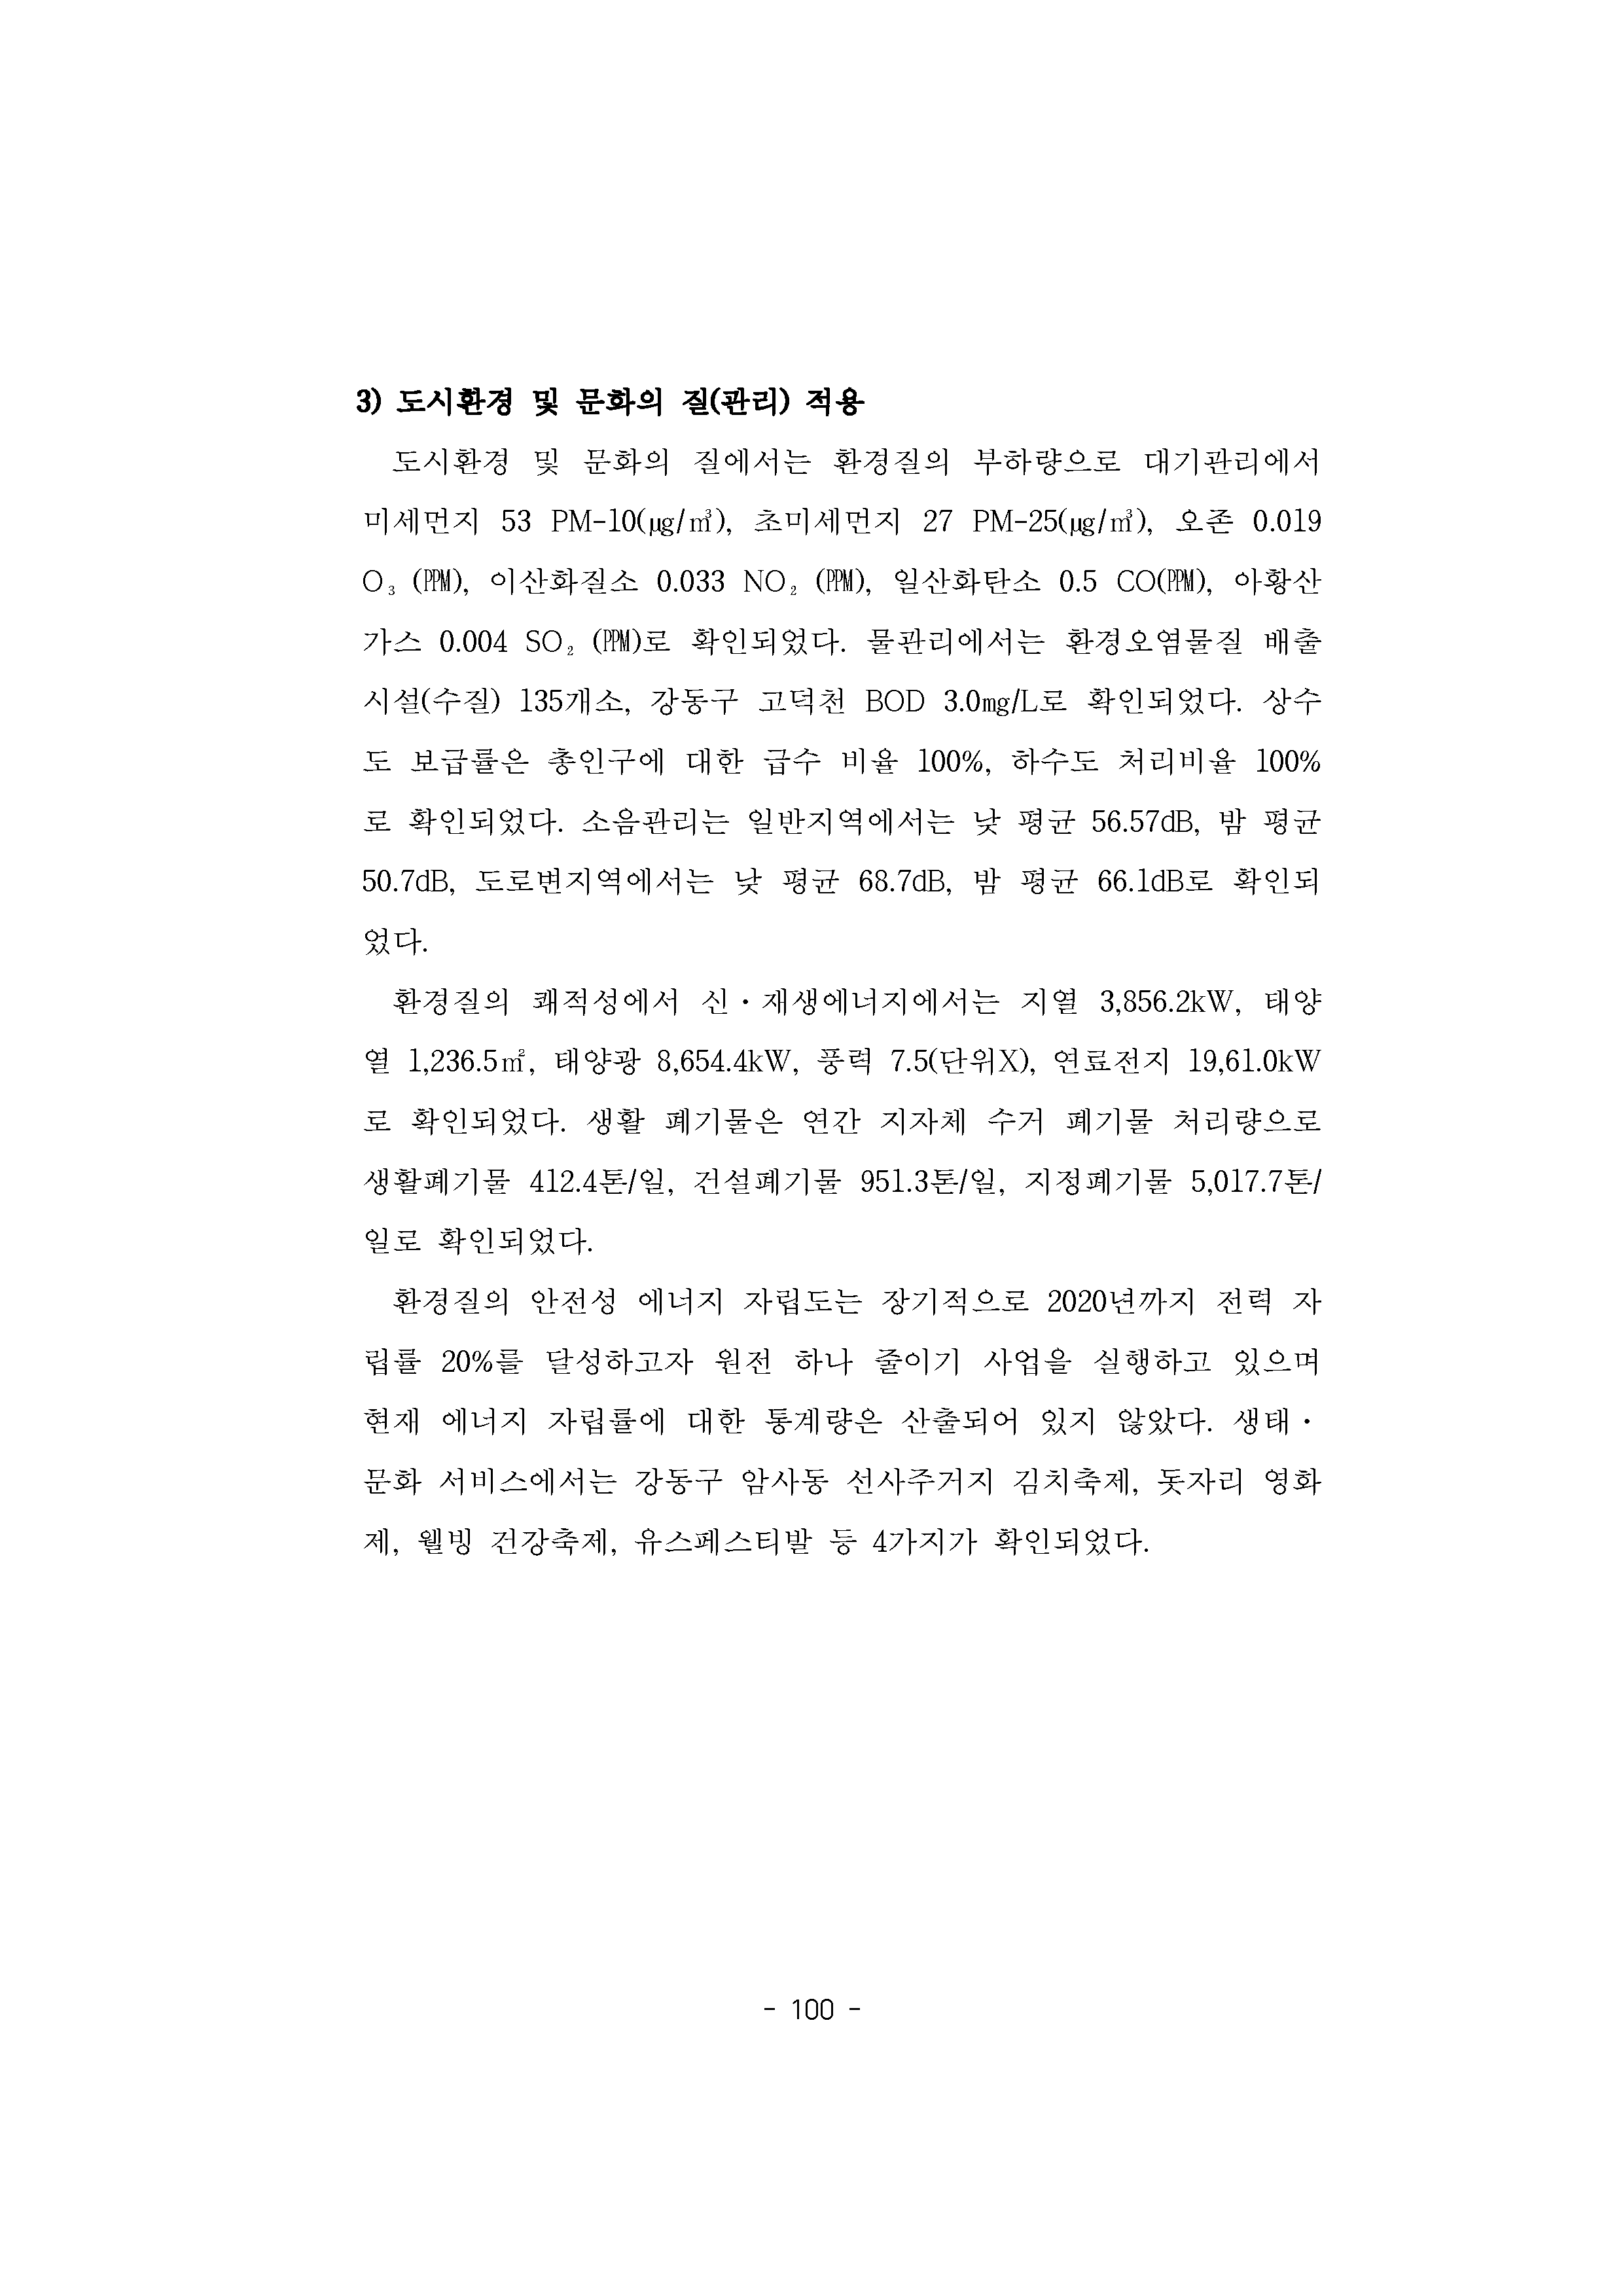 3) 도시환경 및 문화의 질(관리) 적용
도시환경 및 문화의 질에서는 환경질의 부하량으로 대기관리에서
미세먼지 53 PM-10(㎍/㎥), 초미세먼지 27 PM-25(㎍/㎥), 오존 0.019
O₃ (㏙), 이산화질소 0.033 NO₂ (㏙), 일산화탄소 0.5 CO(㏙), 아황산
가스 0.004 SO₂ (㏙)로 확인되었다. 물관리에서는 환경오염물질 배출
시설(수질) 135개소, 강동구 고덕천 BOD 3.0㎎/L로 확인되었다. 상수
도 보급률은 총인구에 대한 급수 비율 100%, 하수도 처리비율 100%
로 확인되었다. 소음관리는 일반지역에서는 낮 평균 56.57dB, 밤 평균
50.7dB, 도로변지역에서는 낮 평균 68.7dB, 밤 평균 66.1dB로 확인되
었다.
환경질의 쾌적성에서 신·재생에너지에서는 지열 3,856.2kW, 태양
열 1,236.5㎡, 태양광 8,654.4kW, 풍력 7.5(단위X), 연료전지 19,61.0kW
로 확인되었다. 생활 폐기물은 연간 지자체 수거 폐기물 처리량으로
생활폐기물 412.4톤/일, 건설폐기물 951.3톤/일, 지정폐기물 5,017.7톤/
일로 확인되었다.
환경질의 안전성 에너지 자립도는 장기적으로 2020년까지 전력 자
립률 20%를 달성하고자 원전 하나 줄이기 사업을 실행하고 있으며
현재 에너지 자립률에 대한 통계량은 산출되어 있지 않았다. 생태·
문화 서비스에서는 강동구 암사동 선사주거지 김치축제, 돗자리 영화
제, 웰빙 건강축제, 유스페스티발 등 4가지가 확인되었다.
- 100 -